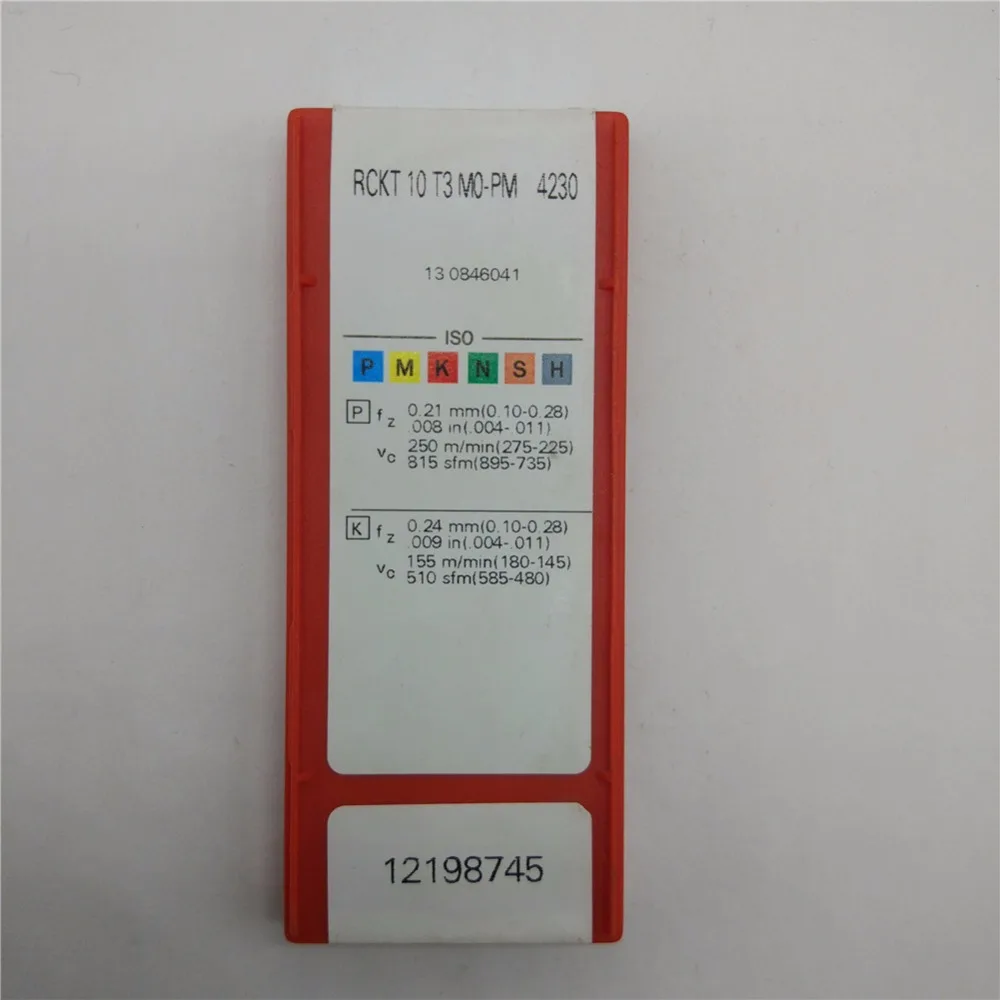 RCKT 10 T3 M0-PM 4230
13 0846041
ISO
P M K N S H
P fz 0.21 mm(0.10-0.28)
.008 in(.004-.011)
vc 250 m/min(275-225)
815 sfm(895-735)
K fz 0.24 mm(0.10-0.28)
.009 in(.004-.011)
vc 155 m/min(180-145)
510 sfm(585-480)
12198745